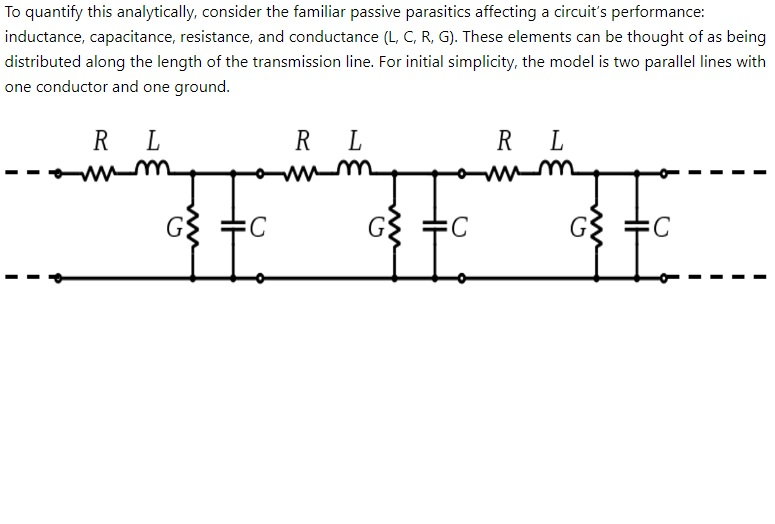 To quantify this analytically, consider the familiar passive parasitics affecting a circuit's performance:
inductance, capacitance, resistance, and conductance (L, C, R, G). These elements can be thought of as being
distributed along the length of the transmission line. For initial simplicity, the model is two parallel lines with
one conductor and one ground.
R L R L R L
G C G C G C